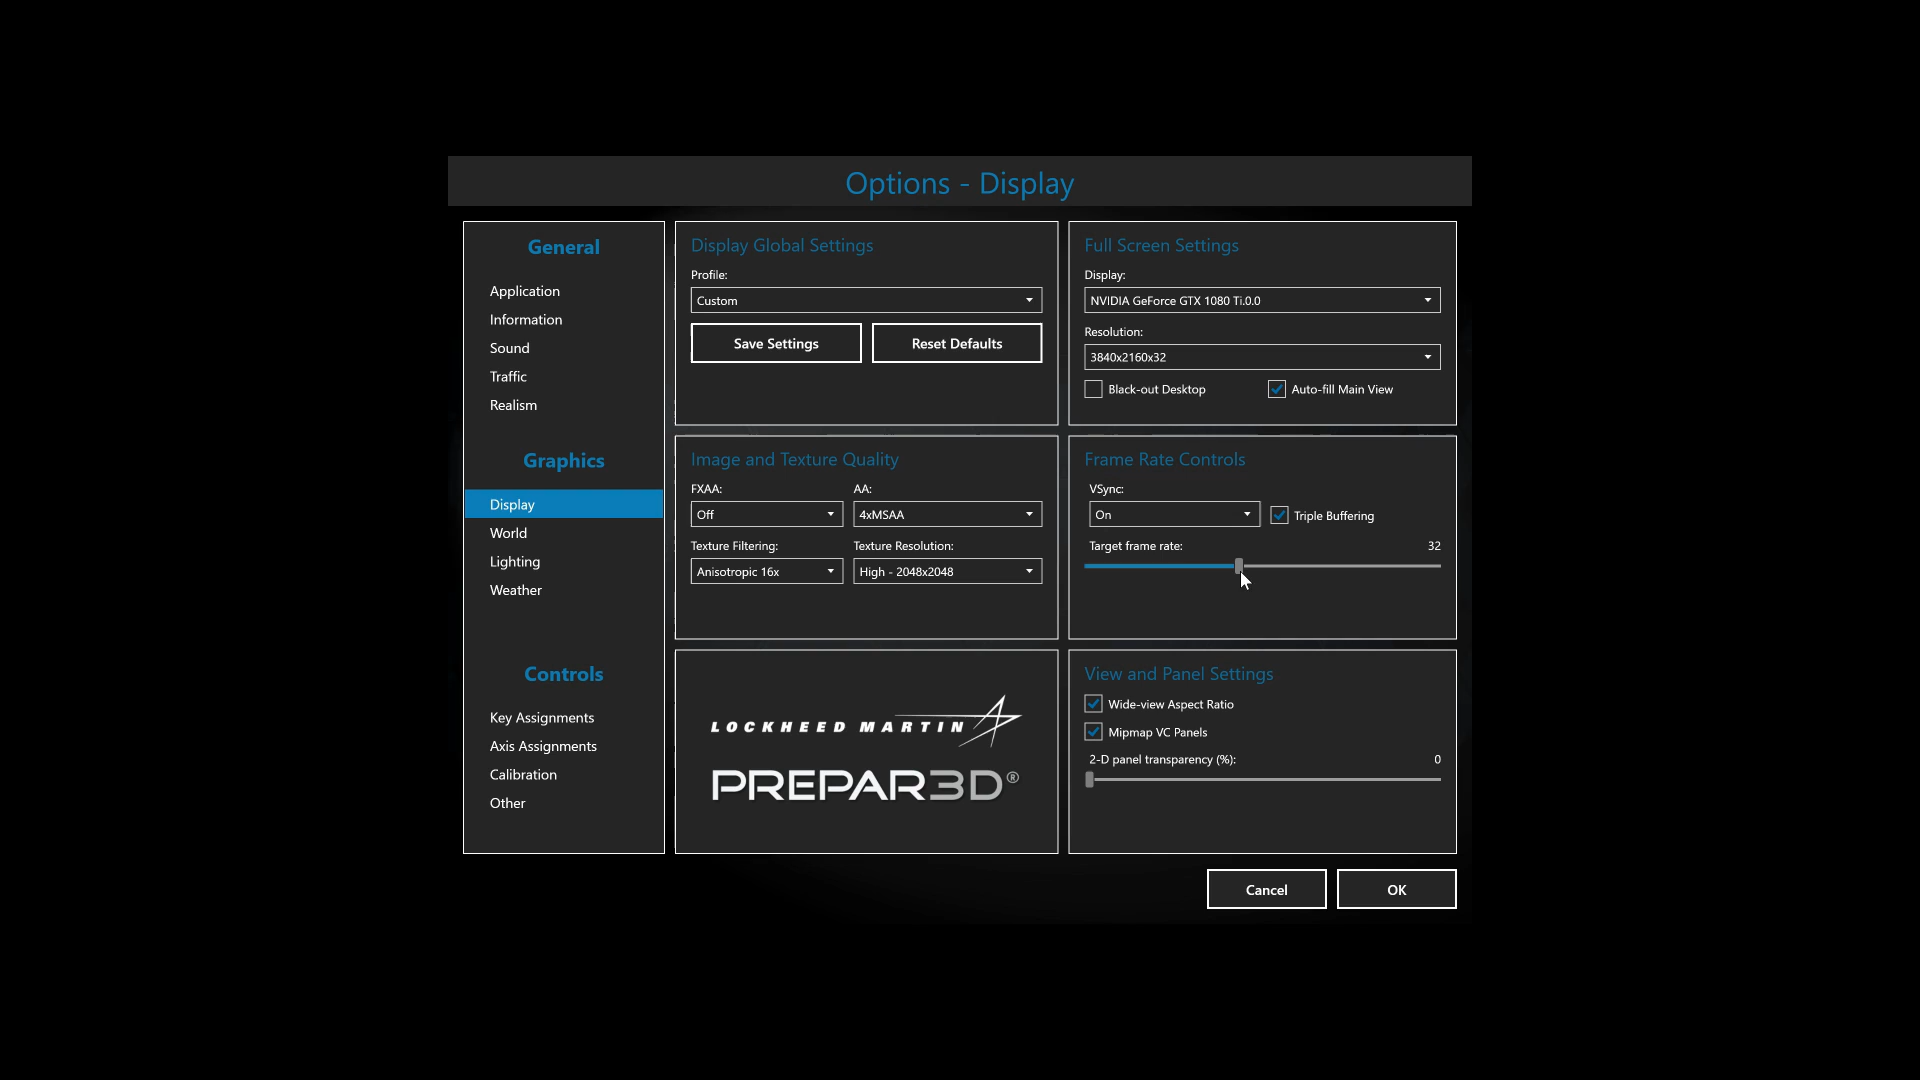 Options - Display
General
Application
Information
Sound
Traffic
Realism
Graphics
Display
World
Lighting
Weather
Controls
Key Assignments
Axis Assignments
Calibration
Other
Display Global Settings
Profile:
Custom
Save Settings
Reset Defaults
Full Screen Settings
Display:
NVIDIA GeForce GTX 1080 Ti.0.0
Resolution:
3840x2160x32
Black-out Desktop
Auto-fill Main View
Image and Texture Quality
FXAA: AA:
Off 4xMSAA
Texture Filtering: Texture Resolution:
Anisotropic 16x High - 2048x2048
Frame Rate Controls
VSync:
On Triple Buffering
Target frame rate: 32
LOCKHEED MARTIN
PREPAR3D®
View and Panel Settings
Wide-view Aspect Ratio
Mipmap VC Panels
2-D panel transparency (%): 0
Cancel OK